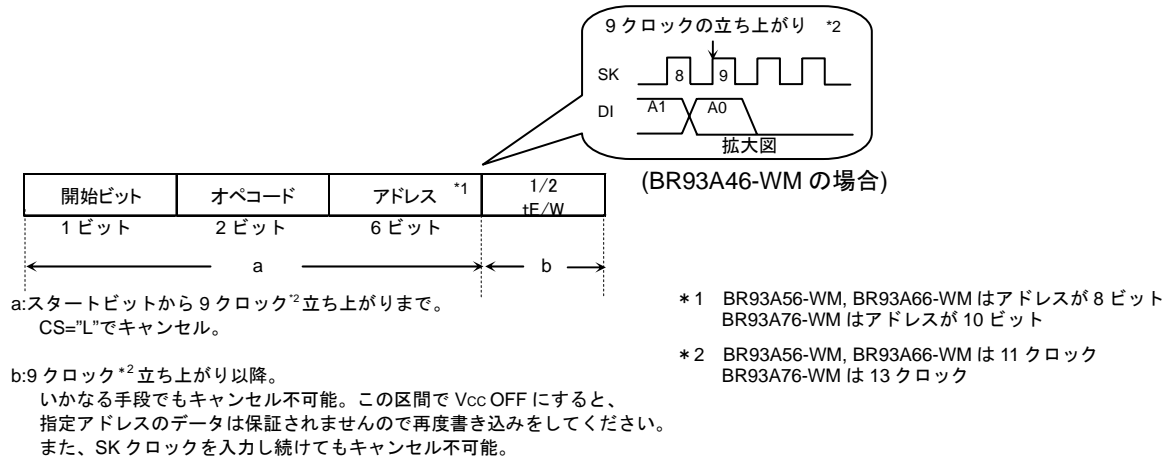 9 クロックの立ち上がり *2
SK 8 9
DI A1 A0
拡大図
(BR93A46-WM の場合)
開始ビット オペコード アドレス *1 1/2
tE/W
1 ビット 2 ビット 6 ビット
a b
a:スタートビットから 9 クロック*2立ち上がりまで。
CS=”L”でキャンセル。
b:9 クロック*2 立ち上がり以降。
いかなる手段でもキャンセル不可能。この区間で Vcc OFF にすると、
指定アドレスのデータは保証されませんので再度書き込みをしてください。
また、SK クロックを入力し続けてもキャンセル不可能。
*1 BR93A56-WM, BR93A66-WM はアドレスが 8 ビット
BR93A76-WM はアドレスが 10 ビット
*2 BR93A56-WM, BR93A66-WM は 11 クロック
BR93A76-WM は 13 クロック